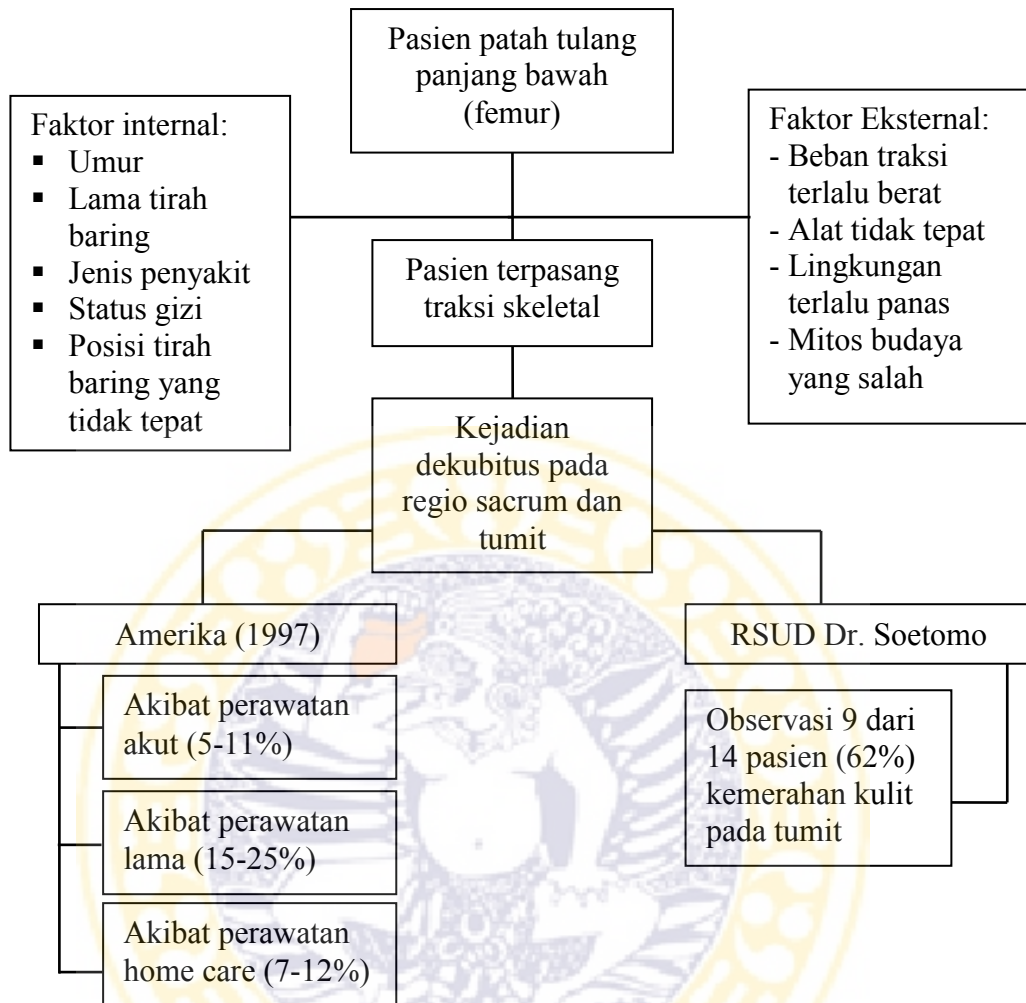 Pasien patah tulang
panjang bawah
(femur)
Faktor internal:
▪ Umur
▪ Lama tirah
baring
▪ Jenis penyakit
▪ Status gizi
▪ Posisi tirah
baring yang
tidak tepat
Faktor Eksternal:
- Beban traksi
terlalu berat
- Alat tidak tepat
- Lingkungan
terlalu panas
- Mitos budaya
yang salah
Pasien terpasang
traksi skeletal
Kejadian
dekubitus pada
regio sacrum dan
tumit
Amerika (1997)
Akibat perawatan
akut (5-11%)
Akibat perawatan
lama (15-25%)
Akibat perawatan
home care (7-12%)
RSUD Dr. Soetomo
Observasi 9 dari
14 pasien (62%)
kemerahan kulit
pada tumit